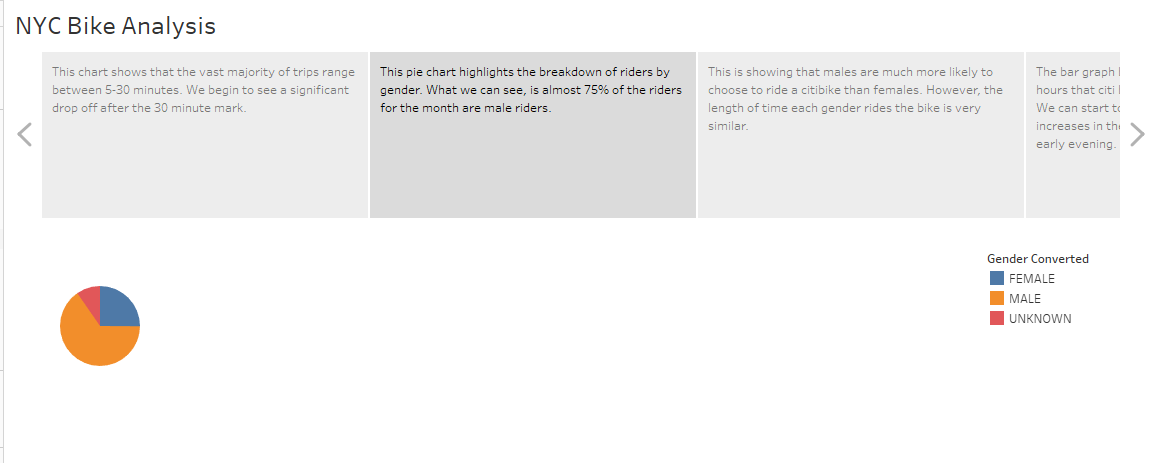 NYC Bike Analysis
This chart shows that the vast majority of trips range
between 5-30 minutes. We begin to see a significant
drop off after the 30 minute mark.
This pie chart highlights the breakdown of riders by
gender. What we can see, is almost 75% of the riders
for the month are male riders.
This is showing that males are much more likely to
choose to ride a citibike than females. However, the
length of time each gender rides the bike is very
similar.
The bar graph
hours that citi
We can start to
increases in the
early evening.
Gender Converted
FEMALE
MALE
UNKNOWN